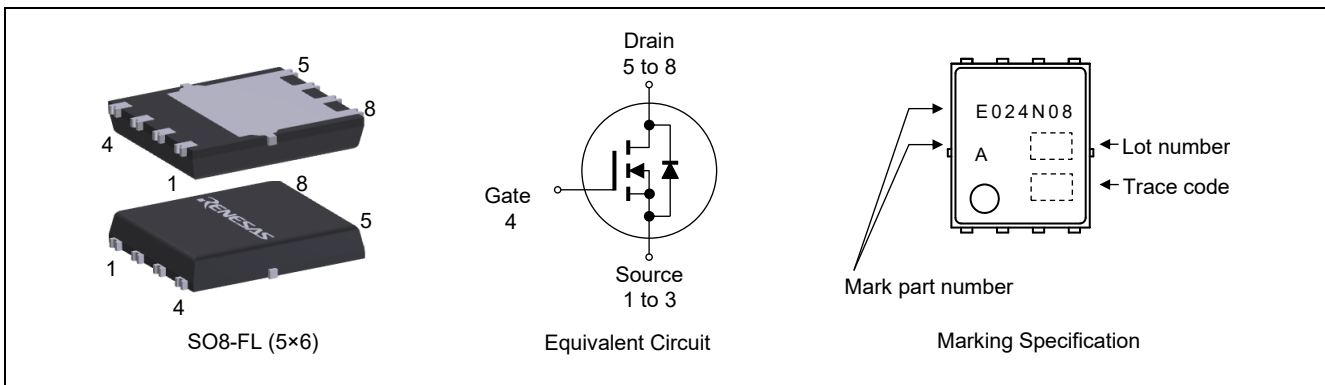 5
8
4
1
8
RENESAS
5
1
4
SO8-FL (5×6)
Drain
5 to 8
Gate
4
Source
1 to 3
Equivalent Circuit
E024N08
A
Lot number
Trace code
Mark part number
Marking Specification